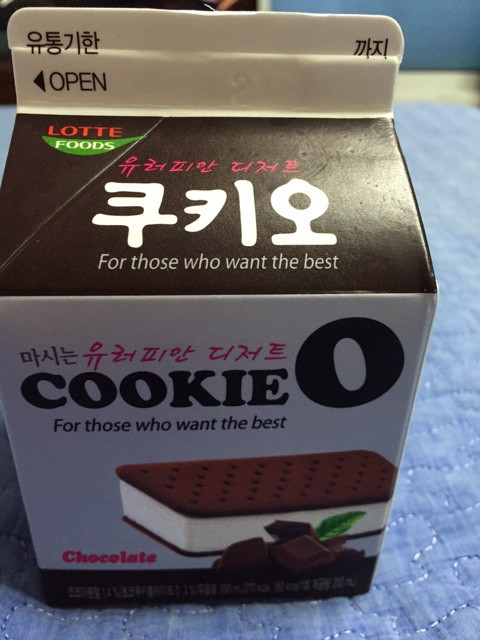 유통기한 까지
◀OPEN
LOTTE
FOODS
유러피안 디저트
쿠키오
For those who want the best
마시는 유러피안 디저트
COOKIE O
For those who want the best
Chocolate